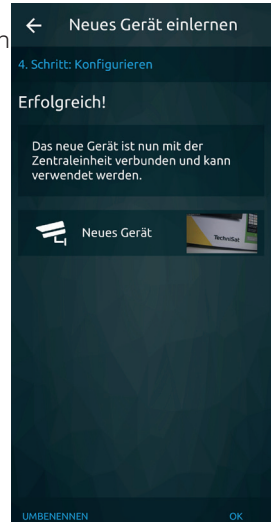 n
← Neues Gerät einlernen
4. Schritt: Konfigurieren
Erfolgreich!
Das neue Gerät ist nun mit der
Zentraleinheit verbunden und kann
verwendet werden.
Neues Gerät
TechniSat
UMBENENNEN OK